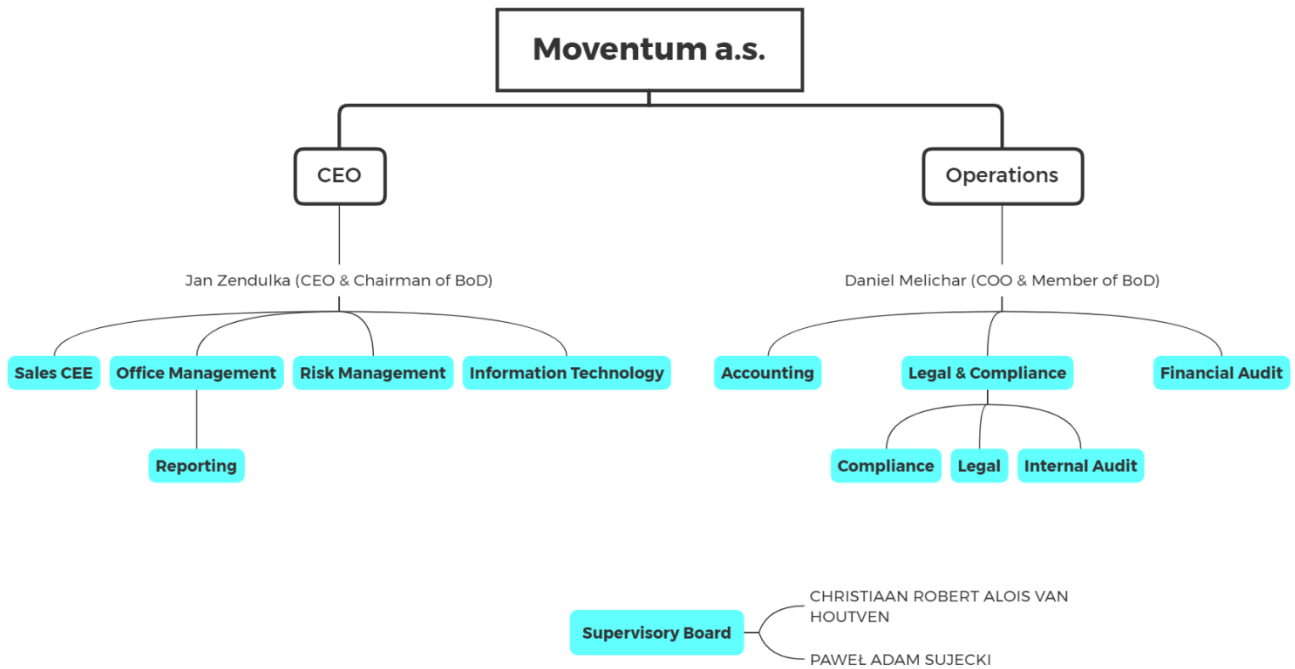 Moventum a.s.
CEO
Operations
Jan Zendulka (CEO & Chairman of BoD)
Daniel Melichar (COO & Member of BoD)
Sales CEE
Office Management
Risk Management
Information Technology
Accounting
Legal & Compliance
Financial Audit
Reporting
Compliance
Legal
Internal Audit
Supervisory Board
CHRISTIAAN ROBERT ALOIS VAN
HOUTVEN
PAWEŁ ADAM SUJECKI